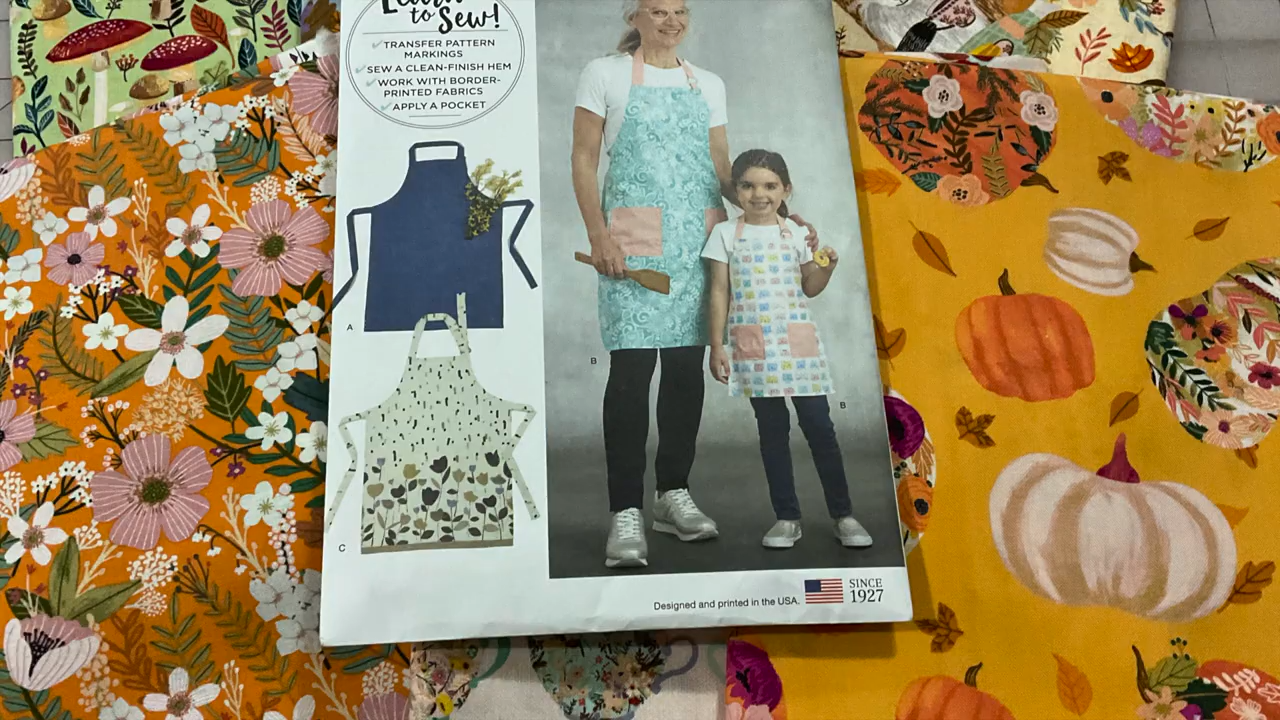 Learn
to Sew!
TRANSFER PATTERN
MARKINGS
SEW A CLEAN-FINISH HEM
WORK WITH BORDER-
PRINTED FABRICS
APPLY A POCKET
A
B
B
C
Designed and printed in the USA.
SINCE
1927